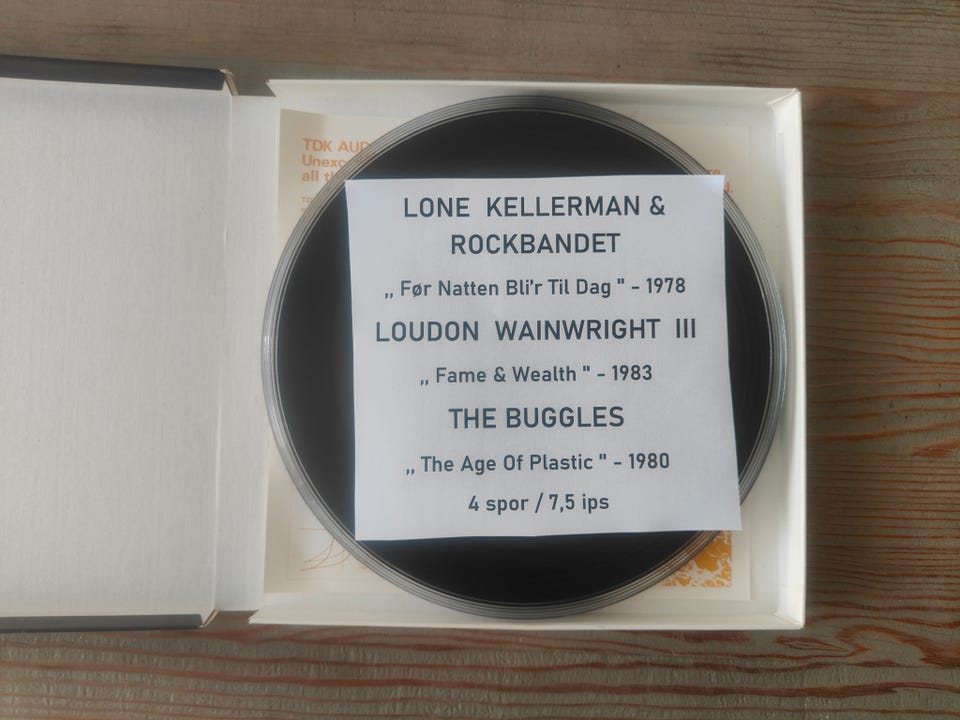 TDK AUD
Unexc
all th
LONE KELLERMAN &
ROCKBANDET
„ Før Natten Bli’r Til Dag " - 1978
LOUDON WAINWRIGHT III
„ Fame & Wealth " - 1983
THE BUGGLES
„ The Age Of Plastic " - 1980
4 spor / 7,5 ips